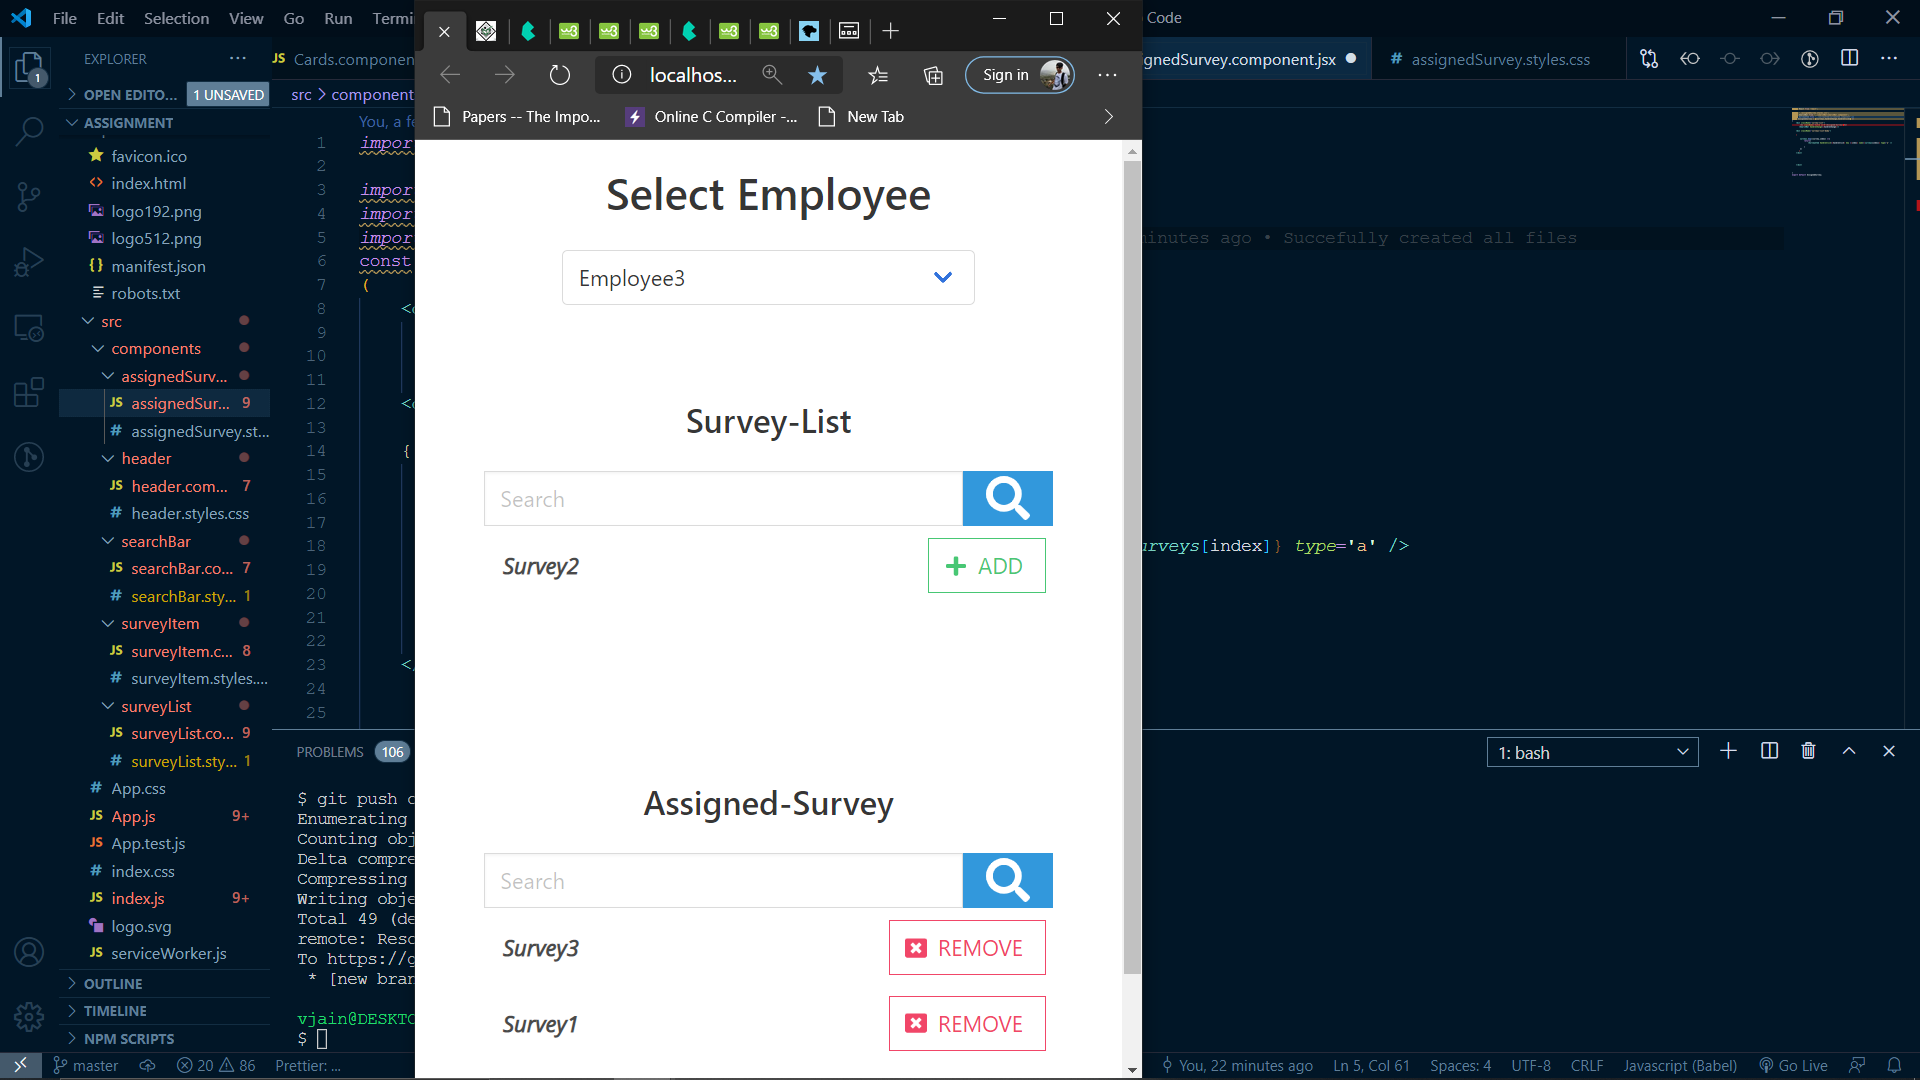 File Edit Selection View Go Run Termi
Code
EXPLORER
JS Cards.componen
gnedSurvey.component.jsx
# assignedSurvey.styles.css
OPEN EDITO... 1 UNSAVED
src > component
ASSIGNMENT
favicon.ico
index.html
logo192.png
logo512.png
manifest.json
robots.txt
src
components
assignedSurv...
JS assignedSur... 9
# assignedSurvey.st...
header
JS header.com... 7
# header.styles.css
searchBar
JS searchBar.co... 7
# searchBar.sty... 1
surveyItem
JS surveyItem.c... 8
# surveyItem.styles....
surveyList
JS surveyList.co... 9
# surveyList.sty... 1
# App.css
JS App.js 9+
JS App.test.js
# index.css
JS index.js 9+
logo.svg
JS serviceWorker.js
OUTLINE
TIMELINE
NPM SCRIPTS
You, a fe
1 impor
2
3 impor
4 impor
5 impor
minutes ago • Succefully created all files
6 const
7 (
8 <
9
10
11
12 <
13
14 {
15
16
17
18 urveys[index]} type='a' />
19
20
21
22
23 </
24
25
localhos...
Sign in
Papers -- The Impo...
Online C Compiler -...
New Tab
Select Employee
Employee3
Survey-List
Search
Survey2
ADD
Assigned-Survey
Search
Survey3
REMOVE
Survey1
REMOVE
PROBLEMS 106
1: bash
$ git push o
Enumerating
Counting obj
Delta compre
Compressing
Writing obje
Total 49 (de
remote: Reso
To https://g
* [new bran
vjain@DESKTO
$
master
20 86
Prettier: ...
You, 22 minutes ago
Ln 5, Col 61
Spaces: 4
UTF-8
CRLF
Javascript (Babel)
Go Live